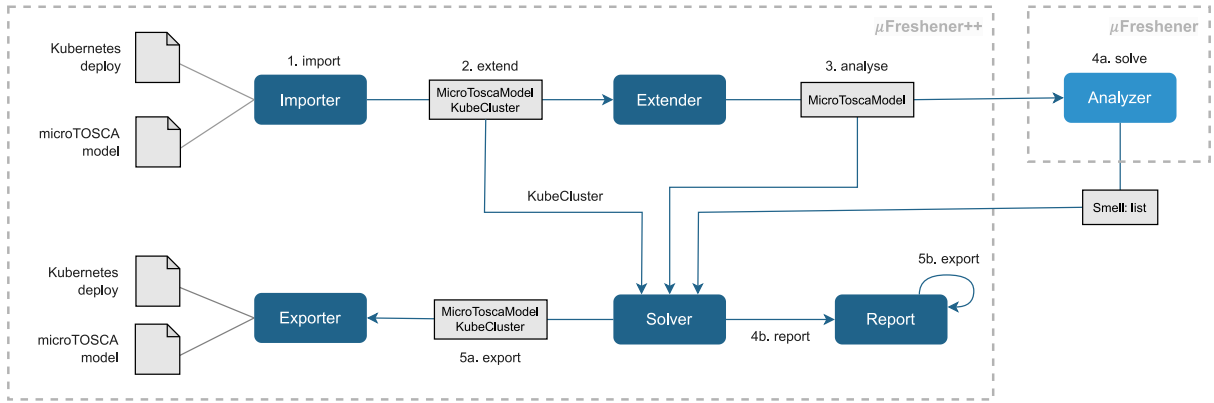 μFreshener++
μFreshener
Kubernetes
deploy
1. import
2. extend
3. analyse
4a. solve
Importer
MicroToscaModel
KubeCluster
Extender
MicroToscaModel
Analyzer
microTOSCA
model
KubeCluster
Smell: list
Kubernetes
deploy
5b. export
Exporter
MicroToscaModel
KubeCluster
Solver
Report
4b. report
microTOSCA
model
5a. export